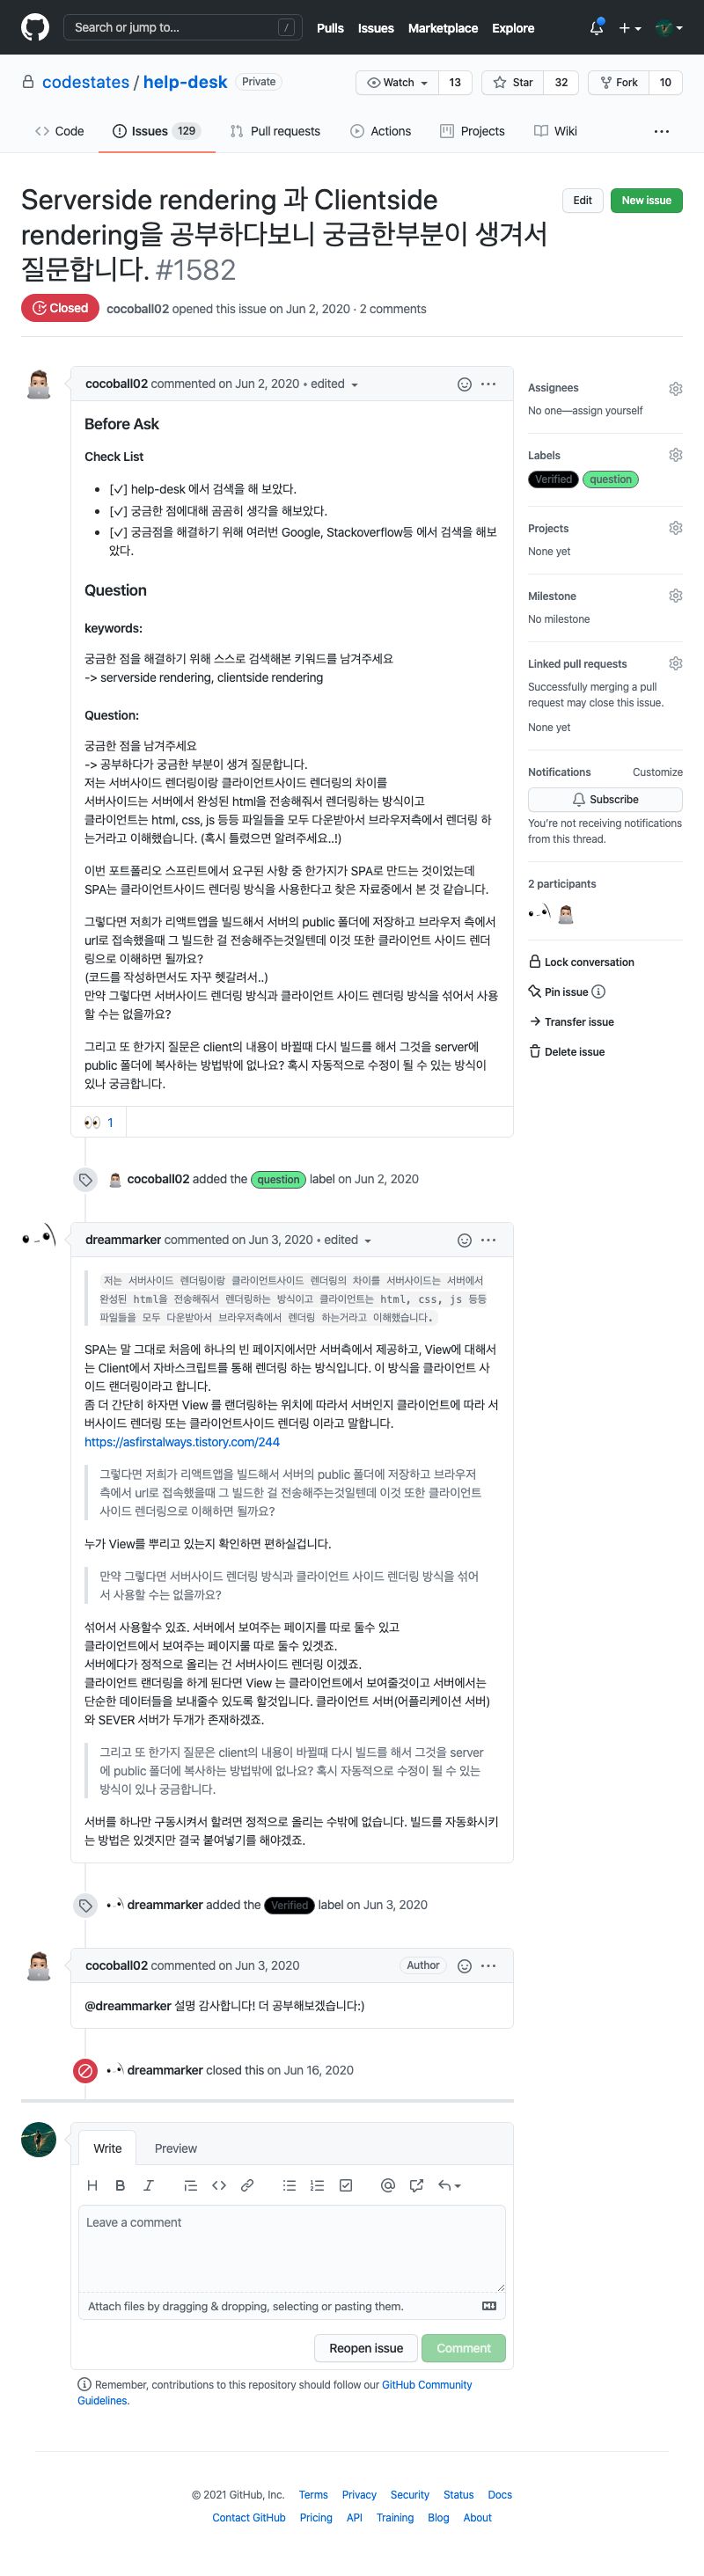 Search or jump to...
/
Pulls Issues Marketplace Explore
codestates / help-desk Private
Watch 13 Star 32 Fork 10
Code Issues 129 Pull requests Actions Projects Wiki
Serverside rendering 과 Clientside
rendering을 공부하다보니 궁금한부분이 생겨서
질문합니다. #1582
Edit New issue
Closed cocoball02 opened this issue on Jun 2, 2020 · 2 comments
cocoball02 commented on Jun 2, 2020 • edited
Before Ask
Check List
• [✓] help-desk 에서 검색을 해 보았다.
• [✓] 궁금한 점에대해 곰곰히 생각을 해보았다.
• [✓] 궁금점을 해결하기 위해 여러번 Google, Stackoverflow등 에서 검색을 해보
았다.
Question
keywords:
궁금한 점을 해결하기 위해 스스로 검색해본 키워드를 남겨주세요
-> serverside rendering, clientside rendering
Question:
궁금한 점을 남겨주세요
-> 공부하다가 궁금한 부분이 생겨 질문합니다.
저는 서버사이드 렌더링이랑 클라이언트사이드 렌더링의 차이를
서버사이드는 서버에서 완성된 html을 전송해줘서 렌더링하는 방식이고
클라이언트는 html, css, js 등등 파일들을 모두 다운받아서 브라우저측에서 렌더링 하
는거라고 이해했습니다. (혹시 틀렸으면 알려주세요..!)
이번 포트폴리오 스프린트에서 요구된 사항 중 한가지가 SPA로 만드는 것이었는데
SPA는 클라이언트사이드 렌더링 방식을 사용한다고 찾은 자료중에서 본 것 같습니다.
그렇다면 저희가 리액트앱을 빌드해서 서버의 public 폴더에 저장하고 브라우저 측에서
url로 접속했을때 그 빌드한 걸 전송해주는것일텐데 이것 또한 클라이언트 사이드 렌더
링으로 이해하면 될까요?
(코드를 작성하면서도 자꾸 헷갈려서..)
만약 그렇다면 서버사이드 렌더링 방식과 클라이언트 사이드 렌더링 방식을 섞어서 사용
할 수는 없을까요?
그리고 또 한가지 질문은 client의 내용이 바뀔때 다시 빌드를 해서 그것을 server에
public 폴더에 복사하는 방법밖에 없나요? 혹시 자동적으로 수정이 될 수 있는 방식이
있나 궁금합니다.
👀 1
cocoball02 added the question label on Jun 2, 2020
dreammarker commented on Jun 3, 2020 • edited
저는 서버사이드 렌더링이랑 클라이언트사이드 렌더링의 차이를 서버사이드는 서버에서
완성된 html을 전송해줘서 렌더링하는 방식이고 클라이언트는 html, css, js 등등
파일들을 모두 다운받아서 브라우저측에서 렌더링 하는거라고 이해했습니다.
SPA는 말 그대로 처음에 하나의 빈 페이지에서만 서버측에서 제공하고, View에 대해서
는 Client에서 자바스크립트를 통해 렌더링 하는 방식입니다. 이 방식을 클라이언트 사
이드 랜더링이라고 합니다.
좀 더 간단히 하자면 View 를 랜더링하는 위치에 따라서 서버인지 클라이언트에 따라 서
버사이드 렌더링 또는 클라이언트사이드 렌더링 이라고 말합니다.
https://asfirstalways.tistory.com/244
그렇다면 저희가 리액트앱을 빌드해서 서버의 public 폴더에 저장하고 브라우저
측에서 url로 접속했을때 그 빌드한 걸 전송해주는것일텐데 이것 또한 클라이언트
사이드 렌더링으로 이해하면 될까요?
누가 View를 뿌리고 있는지 확인하면 편하실겁니다.
만약 그렇다면 서버사이드 렌더링 방식과 클라이언트 사이드 렌더링 방식을 섞어
서 사용할 수는 없을까요?
섞어서 사용할수 있죠. 서버에서 보여주는 페이지를 따로 둘수 있고
클라이언트에서 보여주는 페이지룰 따로 둘수 있겟죠.
서버에다가 정적으로 올리는 건 서버사이드 렌더링 이겠죠.
클라이언트 랜더링을 하게 된다면 View 는 클라이언트에서 보여줄것이고 서버에서는
단순한 데이터들을 보내줄수 있도록 할것입니다. 클라이언트 서버(어플리케이션 서버)
와 SEVER 서버가 두개가 존재하겠죠.
그리고 또 한가지 질문은 client의 내용이 바뀔때 다시 빌드를 해서 그것을 server
에 public 폴더에 복사하는 방법밖에 없나요? 혹시 자동적으로 수정이 될 수 있는
방식이 있나 궁금합니다.
서버를 하나만 구동시켜서 할려면 정적으로 올리는 수밖에 없습니다. 빌드를 자동화시키
는 방법은 있겟지만 결국 붙여넣기를 해야겠죠.
dreammarker added the Verified label on Jun 3, 2020
cocoball02 commented on Jun 3, 2020 Author
@dreammarker 설명 감사합니다! 더 공부해보겠습니다:)
dreammarker closed this on Jun 16, 2020
Write Preview
Leave a comment
Attach files by dragging & dropping, selecting or pasting them.
Reopen issue Comment
Remember, contributions to this repository should follow our GitHub Community
Guidelines.
Assignees
No one—assign yourself
Labels
Verified question
Projects
None yet
Milestone
No milestone
Linked pull requests
Successfully merging a pull
request may close this issue.
None yet
Notifications Customize
Subscribe
You're not receiving notifications
from this thread.
2 participants
Lock conversation
Pin issue
Transfer issue
Delete issue
© 2021 GitHub, Inc. Terms Privacy Security Status Docs
Contact GitHub Pricing API Training Blog About